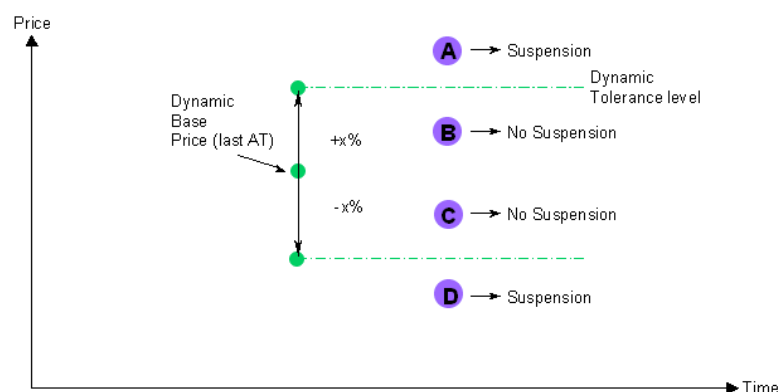 Price
A
Suspension
Dynamic
Tolerance level
Dynamic
Base
Price (last AT)
+x%
B
No Suspension
-x%
C
No Suspension
D
Suspension
Time